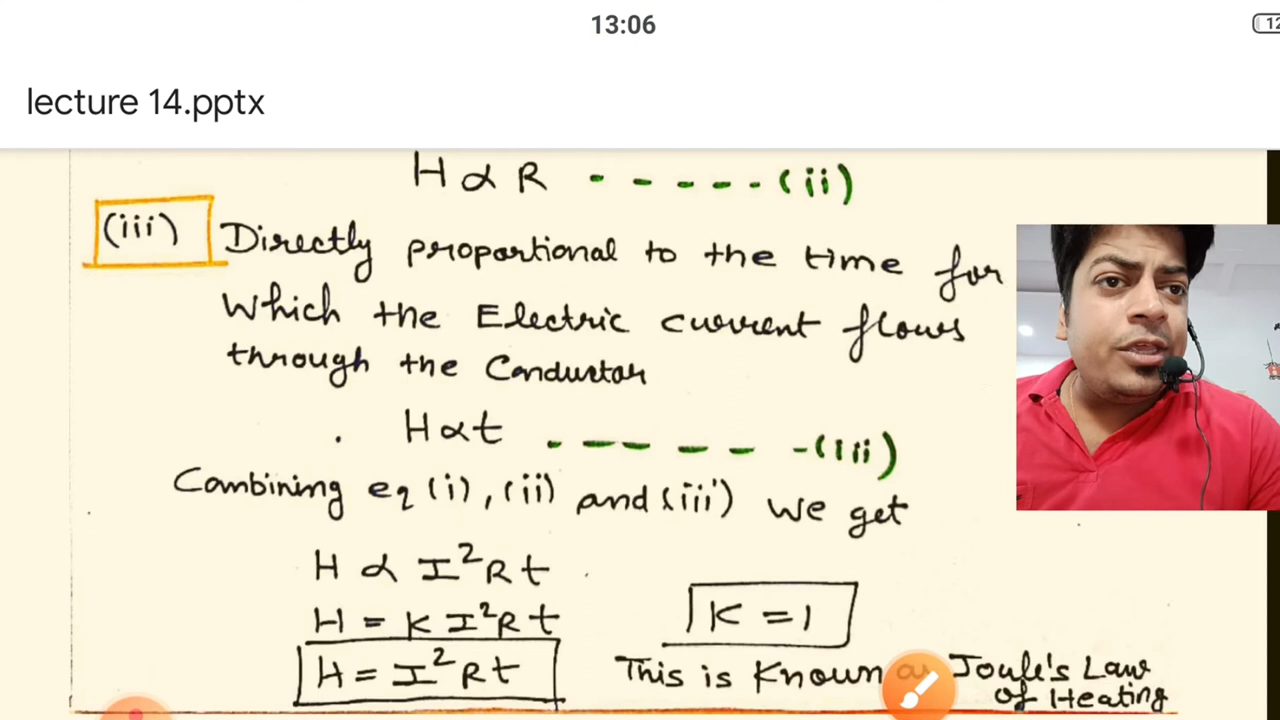 13:06
12
lecture 14.pptx
H α R - - - - - - (ii)
(iii) Directly proportional to the time for
which the Electric current flows
through the Conductor
. H α t - - - - - - (iii)
Combining eq (i), (ii) and (iii) we get
H α I²Rt
H = K I²Rt
K = 1
H = I²Rt
This is Known as Joule's Law
of Heating